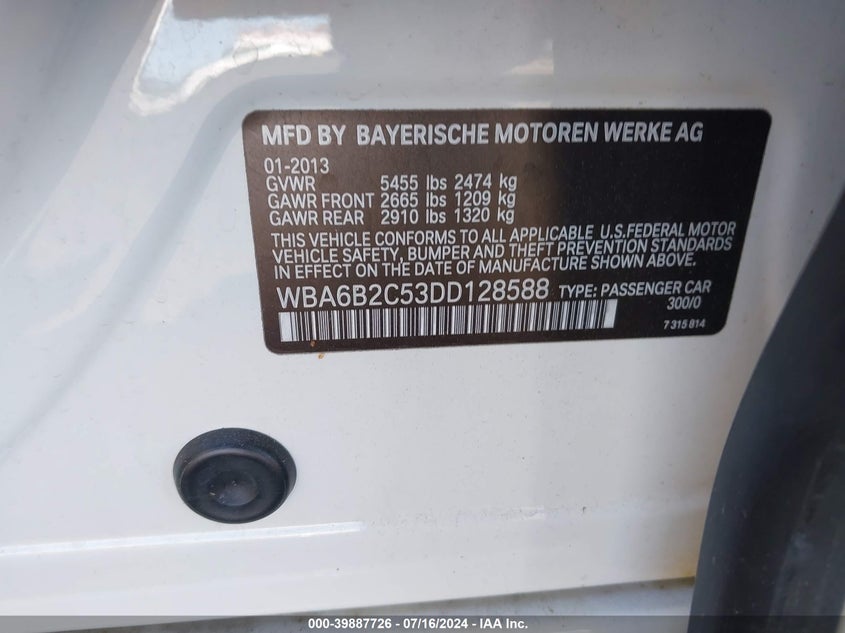 MFD BY BAYERISCHE MOTOREN WERKE AG
01-2013
GVWR 5455 lbs 2474 kg
GAWR FRONT 2665 lbs 1209 kg
GAWR REAR 2910 lbs 1320 kg
THIS VEHICLE CONFORMS TO ALL APPLICABLE U.S.FEDERAL MOTOR
VEHICLE SAFETY, BUMPER AND THEFT PREVENTION STANDARDS
IN EFFECT ON THE DATE OF MANUFACTURE SHOWN ABOVE.
WBA6B2C53DD128588 TYPE: PASSENGER CAR
300/0
7 315 814
000-39887726 - 07/16/2024 - IAA Inc.